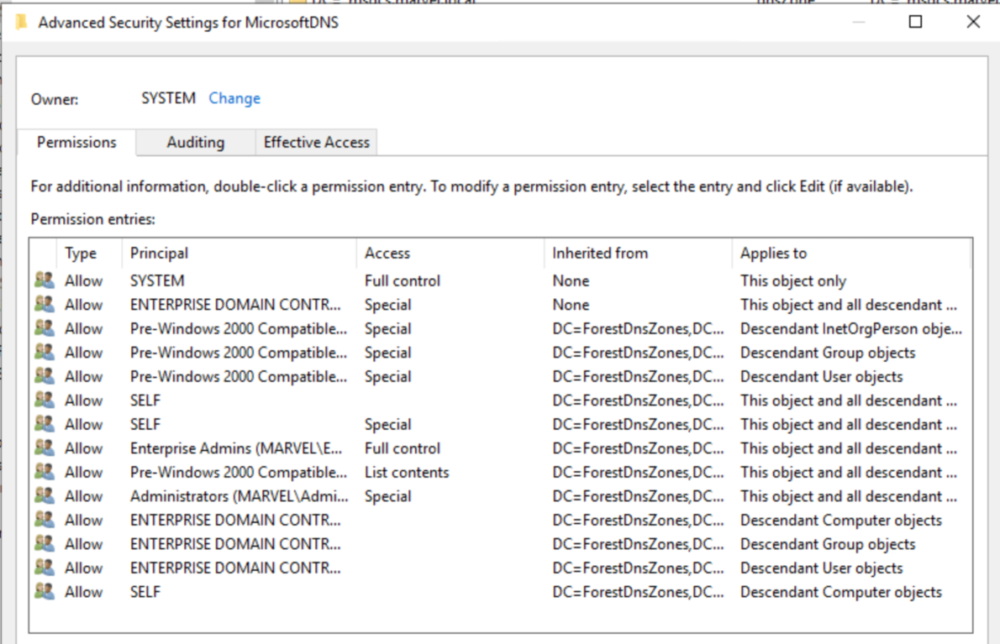 Advanced Security Settings for MicrosoftDNS
Owner: SYSTEM Change
Permissions Auditing Effective Access
For additional information, double-click a permission entry. To modify a permission entry, select the entry and click Edit (if available).
Permission entries:
Type Principal Access Inherited from Applies to
Allow SYSTEM Full control None This object only
Allow ENTERPRISE DOMAIN CONTR... Special None This object and all descendant ...
Allow Pre-Windows 2000 Compatible... Special DC=ForestDnsZones,DC... Descendant InetOrgPerson obje...
Allow Pre-Windows 2000 Compatible... Special DC=ForestDnsZones,DC... Descendant Group objects
Allow Pre-Windows 2000 Compatible... Special DC=ForestDnsZones,DC... Descendant User objects
Allow SELF DC=ForestDnsZones,DC... This object and all descendant ...
Allow SELF Special DC=ForestDnsZones,DC... This object and all descendant ...
Allow Enterprise Admins (MARVEL\E... Full control DC=ForestDnsZones,DC... This object and all descendant ...
Allow Pre-Windows 2000 Compatible... List contents DC=ForestDnsZones,DC... This object and all descendant ...
Allow Administrators (MARVEL\Admi... Special DC=ForestDnsZones,DC... This object and all descendant ...
Allow ENTERPRISE DOMAIN CONTR... DC=ForestDnsZones,DC... Descendant Computer objects
Allow ENTERPRISE DOMAIN CONTR... DC=ForestDnsZones,DC... Descendant Group objects
Allow ENTERPRISE DOMAIN CONTR... DC=ForestDnsZones,DC... Descendant User objects
Allow SELF DC=ForestDnsZones,DC... Descendant Computer objects